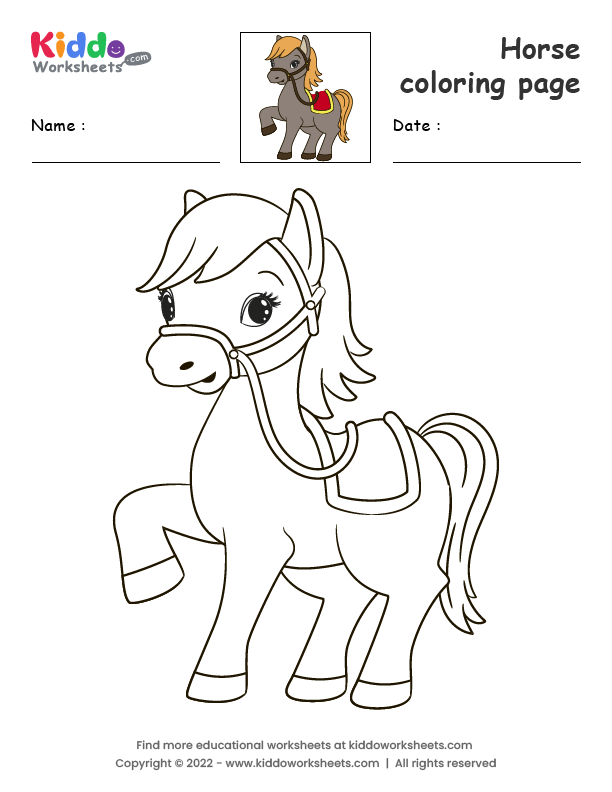 Kiddo
Worksheets.com
Horse
coloring page
Name :
Date :
Find more educational worksheets at kiddoworksheets.com
Copyright © 2022 - www.kiddoworksheets.com | All rights reserved